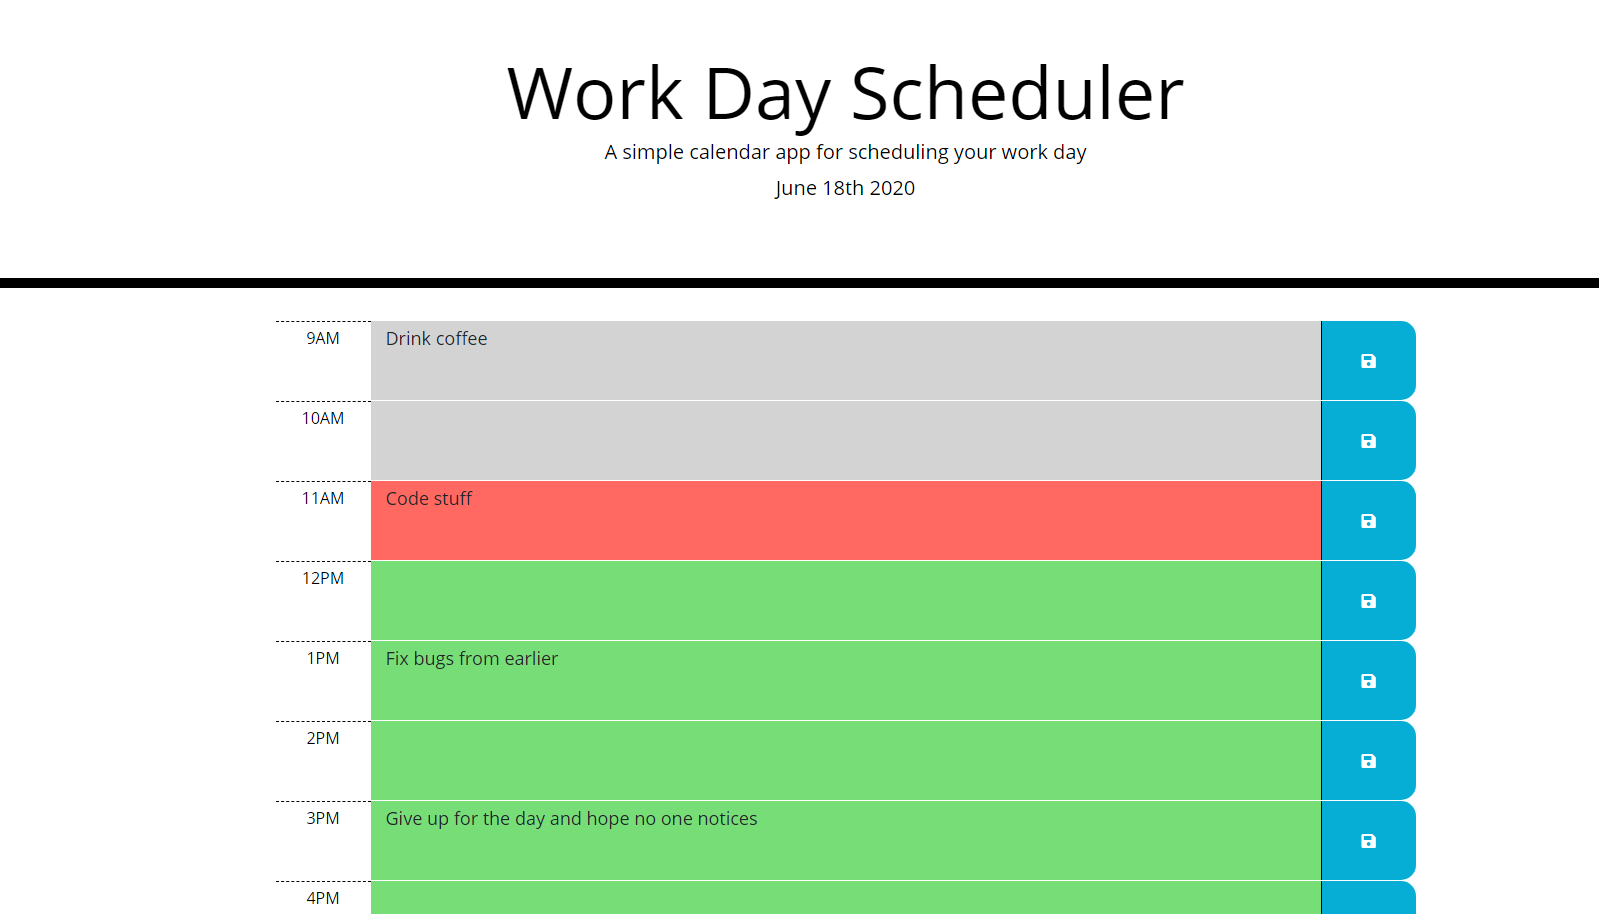 Work Day Scheduler
A simple calendar app for scheduling your work day
June 18th 2020
9AM Drink coffee
10AM
11AM Code stuff
12PM
1PM Fix bugs from earlier
2PM
3PM Give up for the day and hope no one notices
4PM